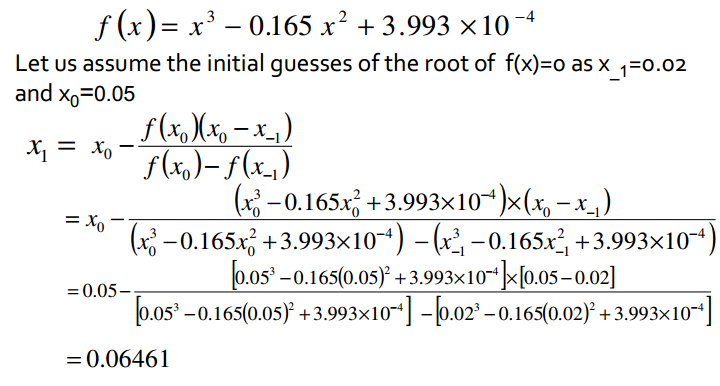 f(x) = x³ – 0.165 x² + 3.993 ×10⁻⁴
Let us assume the initial guesses of the root of f(x)=0 as x_₁=0.02
and x₀=0.05
x₁ = x₀ − f(x₀)(x₀ − x₋₁) / f(x₀) − f(x₋₁)
= x₀ − (x₀³ − 0.165x₀² + 3.993×10⁻⁴)×(x₀ − x₋₁) / (x₀³ − 0.165x₀² + 3.993×10⁻⁴) − (x₋₁³ − 0.165x₋₁² + 3.993×10⁻⁴)
= 0.05 − [0.05³ − 0.165(0.05)² + 3.993×10⁻⁴]×[0.05 − 0.02] / [0.05³ − 0.165(0.05)² + 3.993×10⁻⁴] − [0.02³ − 0.165(0.02)² + 3.993×10⁻⁴]
= 0.06461